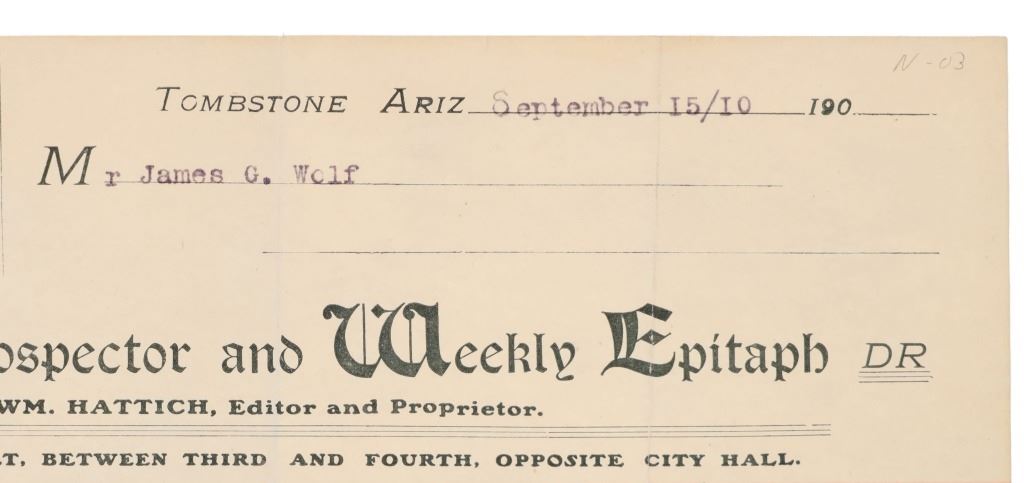 N-03
TOMBSTONE ARIZ September 15/10 190
Mr James G. Wolf
ospector and Weekly Epitaph DR
WM. HATTICH, Editor and Proprietor.
T, BETWEEN THIRD AND FOURTH, OPPOSITE CITY HALL.